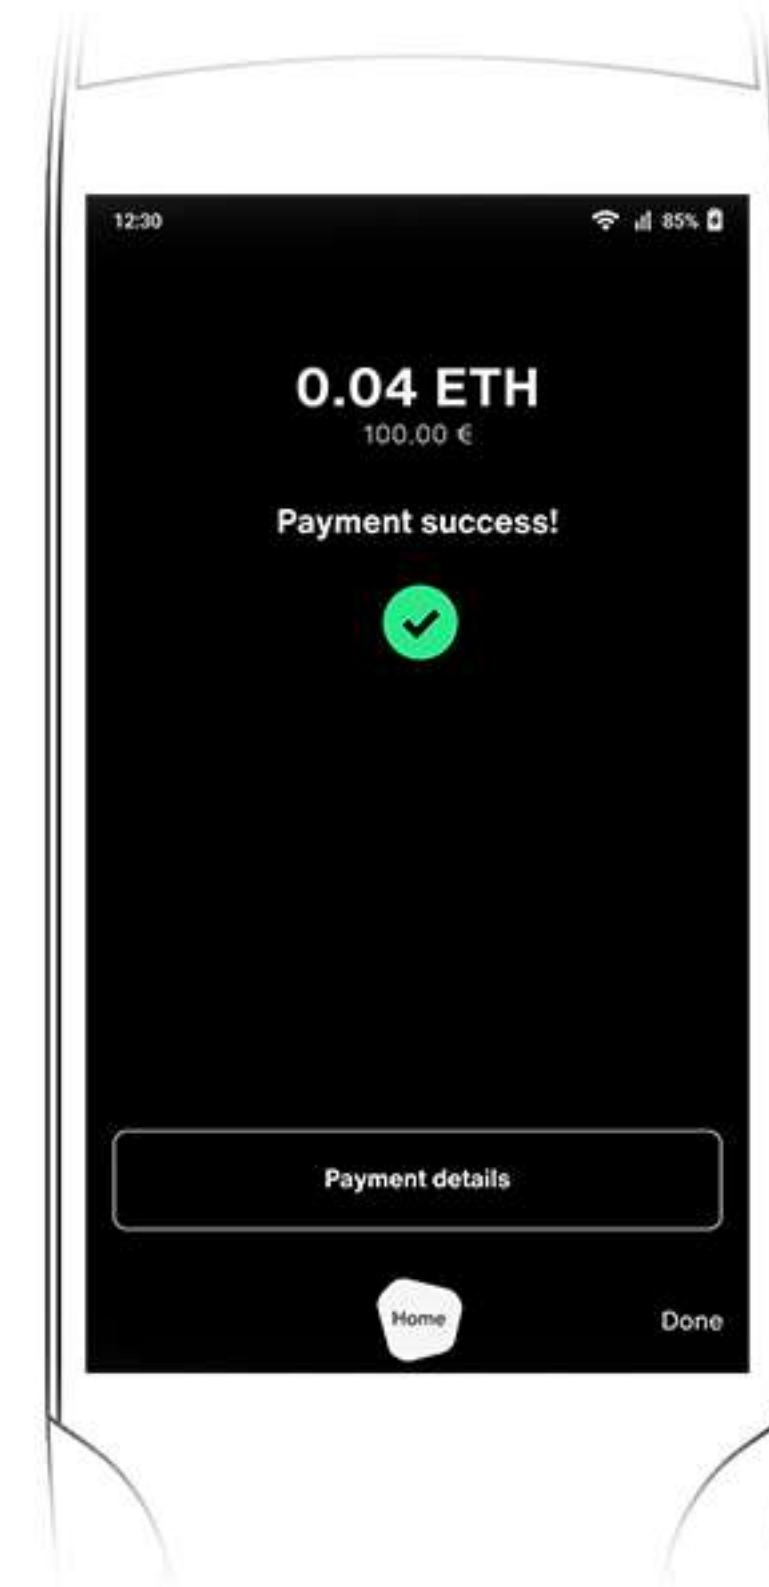 12:30 85%
0.04 ETH
100.00 €
Payment success!
Payment details
Home Done